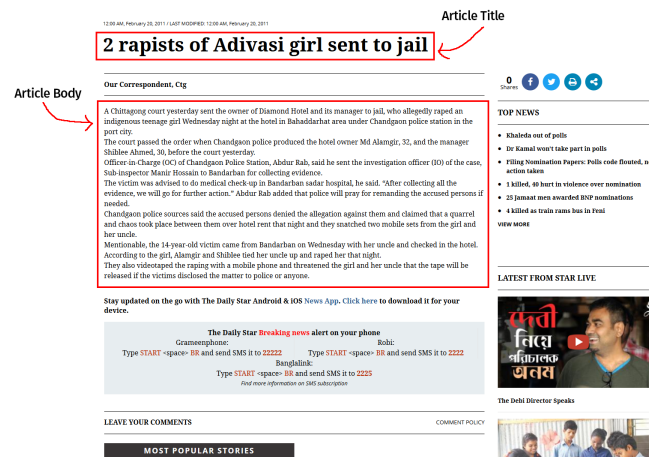 12:00 AM, February 20, 2011 / LAST MODIFIED: 12:00 AM, February 20, 2011
Article Title
2 rapists of Adivasi girl sent to jail
Our Correspondent, Ctg
Article Body
A Chittagong court yesterday sent the owner of Diamond Hotel and its manager to jail, who allegedly raped an
indigenous teenage girl Wednesday night at the hotel in Bahaddarhat area under Chandgaon police station in the
port city.
The court passed the order when Chandgaon police produced the hotel owner Md Alamgir, 32, and the manager
Shiblee Ahmed, 30, before the court yesterday.
Officer-in-Charge (OC) of Chandgaon Police Station, Abdur Rab, said he sent the investigation officer (IO) of the case,
Sub-inspector Manir Hossain to Bandarban for collecting evidence.
The victim was advised to do medical check-up in Bandarban sadar hospital, he said. “After collecting all the
evidence, we will go for further action.” Abdur Rab added that police will pray for remanding the accused persons if
needed.
Chandgaon police sources said the accused persons denied the allegation against them and claimed that a quarrel
and chaos took place between them over hotel rent that night and they snatched two mobile sets from the girl and
her uncle.
Mentionable, the 14-year-old victim came from Bandarban on Wednesday with her uncle and checked in the hotel.
According to the girl, Alamgir and Shiblee tied her uncle up and raped her that night.
They also videotaped the raping with a mobile phone and threatened the girl and her uncle that the tape will be
released if the victims disclosed the matter to police or anyone.
Stay updated on the go with The Daily Star Android & iOS News App. Click here to download it for your
device.
The Daily Star Breaking news alert on your phone
Grameenphone: Robi:
Type START <space> BR and send SMS it to 22222 Type START <space> BR and send SMS it to 2222
Banglalink:
Type START <space> BR and send SMS it to 2225
Find more information on SMS subscription
LEAVE YOUR COMMENTS COMMENT POLICY
MOST POPULAR STORIES
0
Shares
TOP NEWS
Khaleda out of polls
Dr Kamal won't take part in polls
Filing Nomination Papers: Polls code flouted, n
action taken
1 killed, 40 hurt in violence over nomination
25 Jamaat men awarded BNP nominations
4 killed as train rams bus in Feni
VIEW MORE
LATEST FROM STAR LIVE
দেবী
নিয়ে
পরিচালক
অনম
The Debi Director Speaks